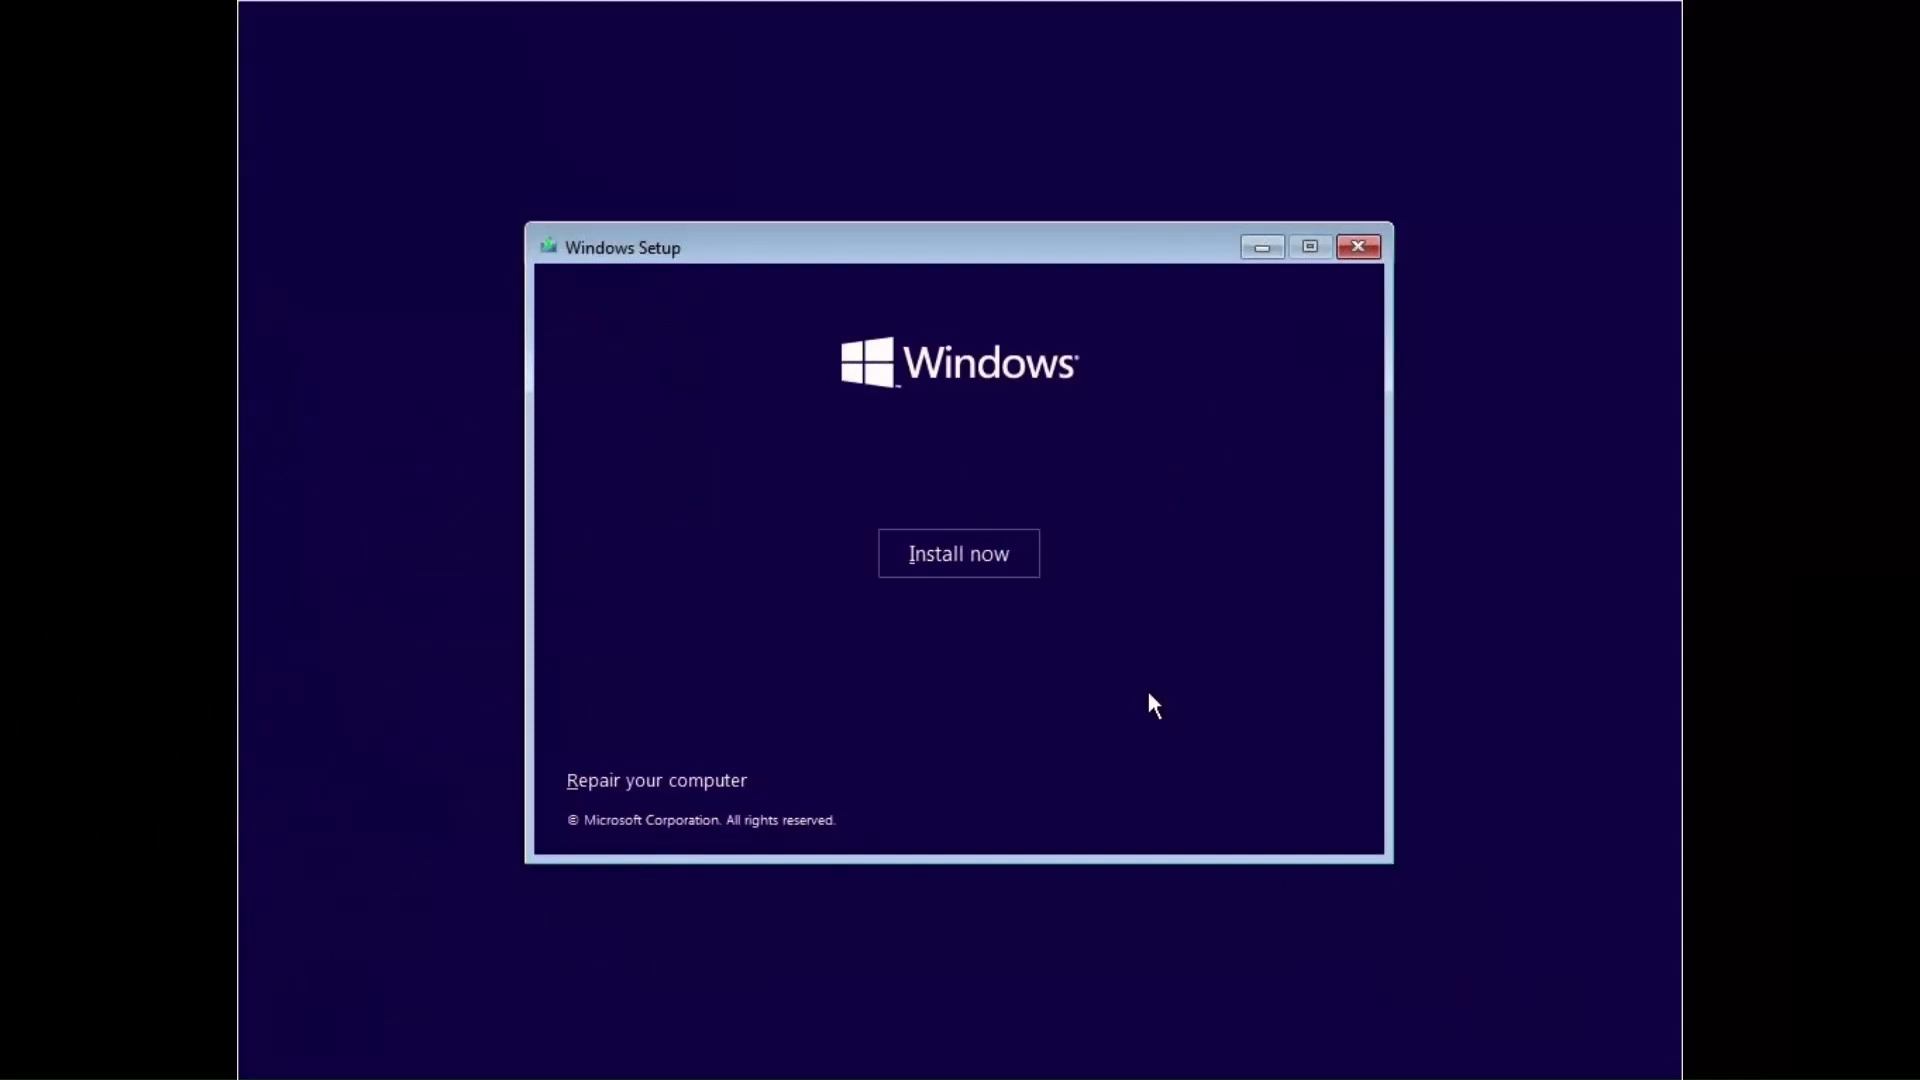 Windows Setup
Windows
Install now
Repair your computer
© Microsoft Corporation. All rights reserved.